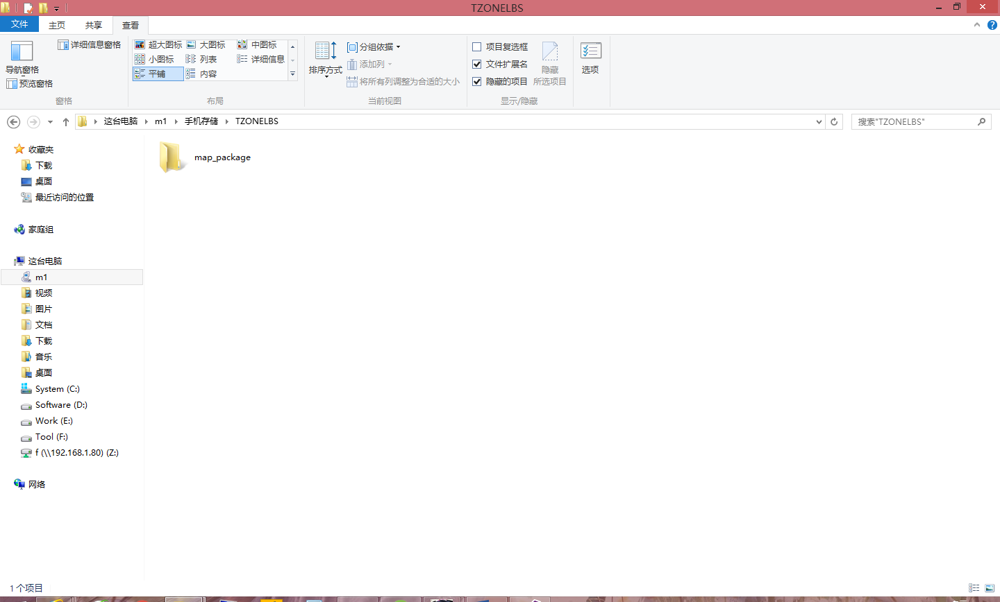 TZONELBS
文件 主页 共享 查看
导航窗格
预览窗格
详细信息窗格
窗格
超大图标 大图标 中图标
小图标 列表 详细信息
平铺 内容
布局
排序方式
分组依据
添加列
将所有列调整为合适的大小
当前视图
项目复选框
文件扩展名
隐藏的项目
隐藏
所选项目
显示/隐藏
选项
这台电脑 m1 手机存储 TZONELBS
搜索"TZONELBS"
收藏夹
下载
桌面
最近访问的位置
家庭组
这台电脑
m1
视频
图片
文档
下载
音乐
桌面
System (C:)
Software (D:)
Work (E:)
Tool (F:)
f (\\192.168.1.80) (Z:)
网络
map_package
1个项目